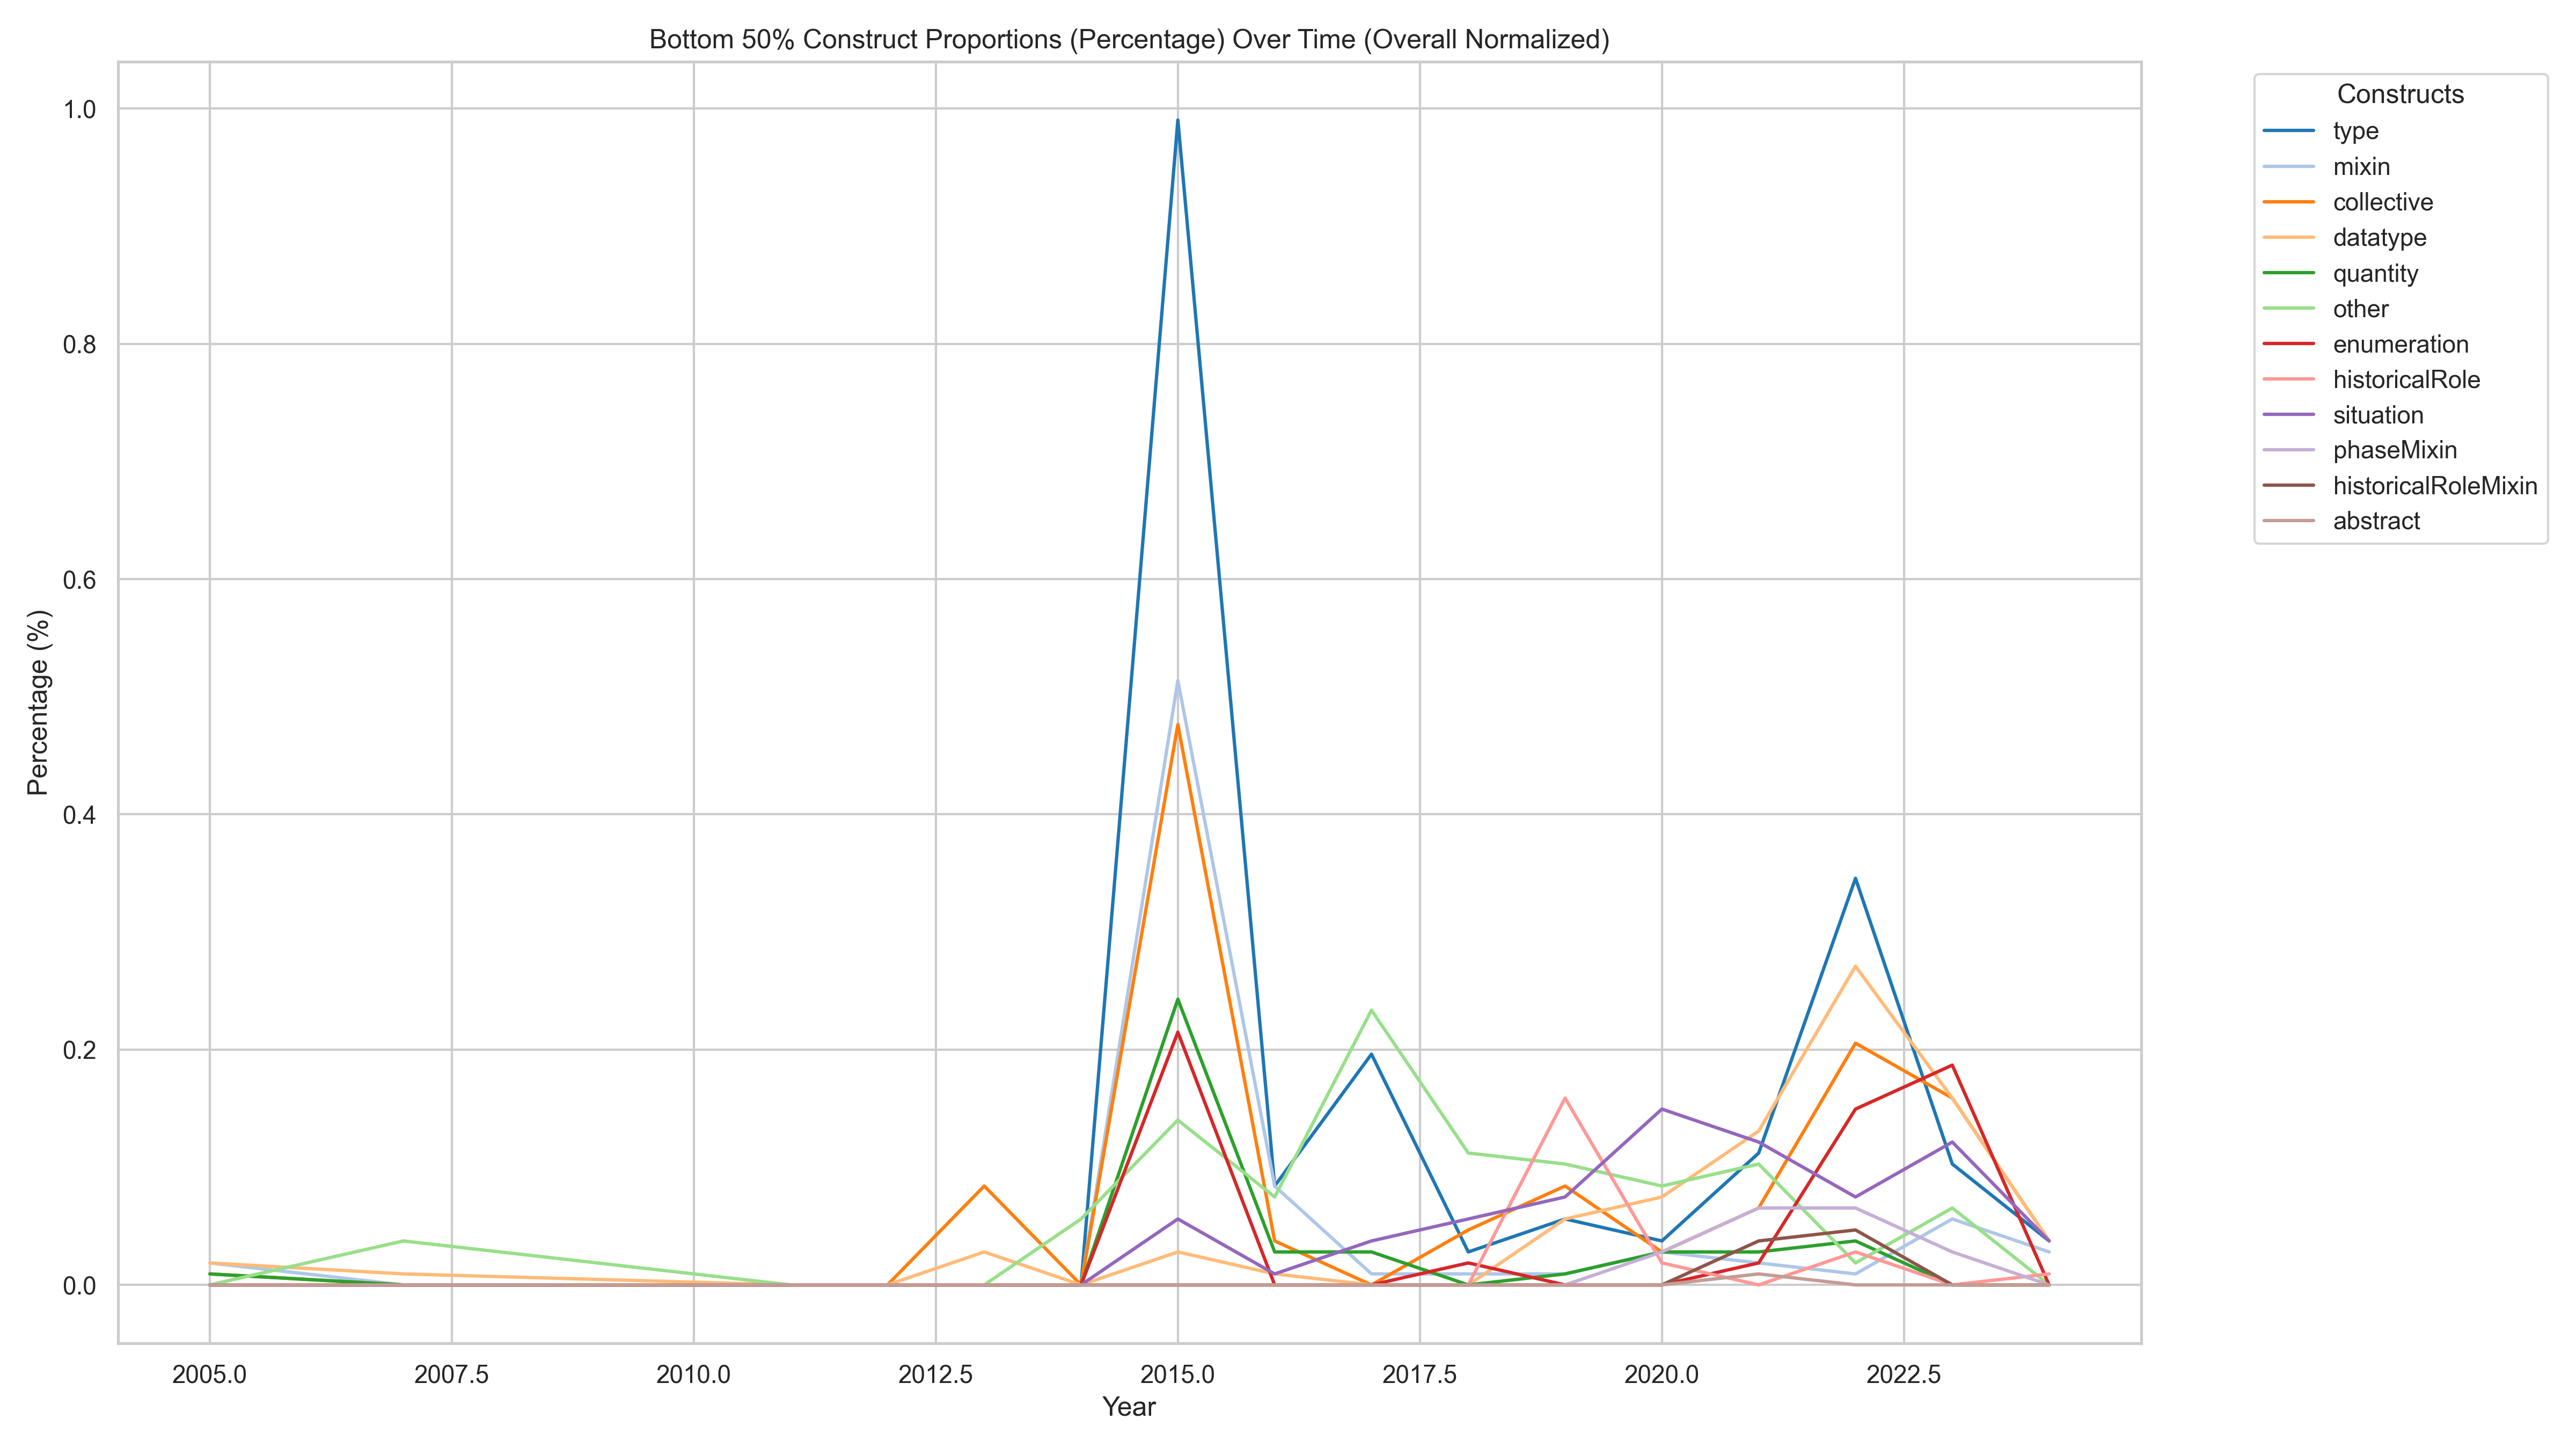 Bottom 50% Construct Proportions (Percentage) Over Time (Overall Normalized)
Percentage (%)
1.0
0.8
0.6
0.4
0.2
0.0
2005.0 2007.5 2010.0 2012.5 2015.0 2017.5 2020.0 2022.5
Year
Constructs
type
mixin
collective
datatype
quantity
other
enumeration
historicalRole
situation
phaseMixin
historicalRoleMixin
abstract